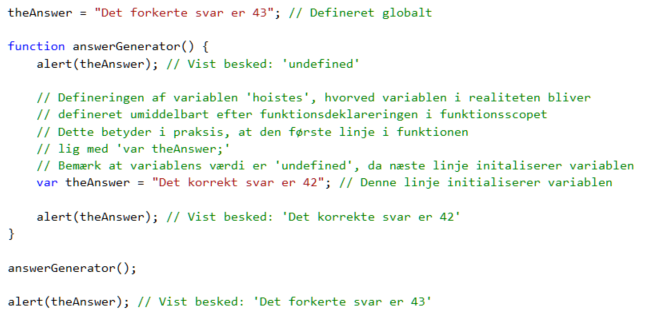 theAnswer = "Det forkerte svar er 43"; // Defineret globalt
function answerGenerator() {
alert(theAnswer); // Vist besked: 'undefined'
// Defineringen af variablen 'hoistes', hvorved variablen i realiteten bliver
// defineret umiddelbart efter funktionsdeklareringen i funktionsscopet
// Dette betyder i praksis, at den første linje i funktionen
// lig med 'var theAnswer;'
// Bemærk at variablens værdi er 'undefined', da næste linje initaliserer variablen
var theAnswer = "Det korrekt svar er 42"; // Denne linje initialiserer variablen
alert(theAnswer); // Vist besked: 'Det korrekte svar er 42'
}
answerGenerator();
alert(theAnswer); // Vist besked: 'Det forkerte svar er 43'